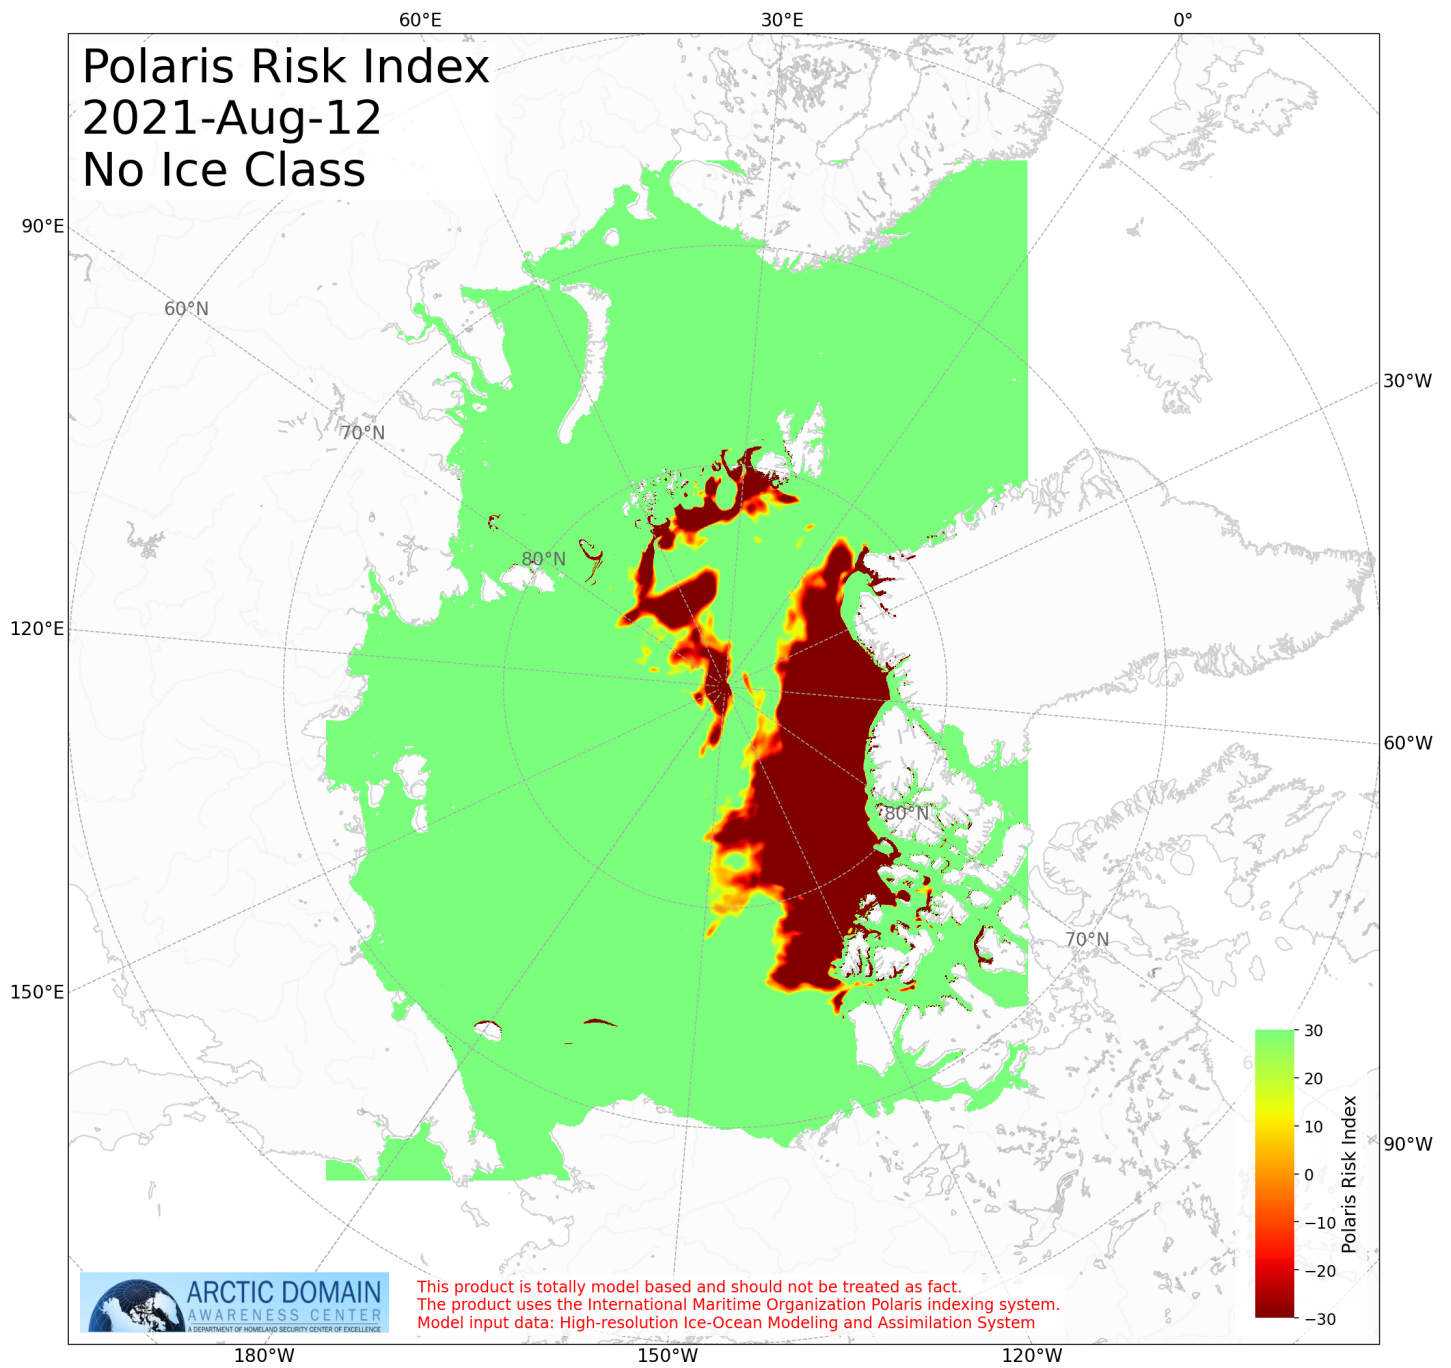 60°E
30°E
0°
Polaris Risk Index
2021-Aug-12
No Ice Class
90°E
60°N
30°W
70°N
80°N
120°E
60°W
80°N
70°N
150°E
30
20
10
0
−10
−20
−30
Polaris Risk Index
90°W
ARCTIC DOMAIN
AWARENESS CENTER
A DEPARTMENT OF HOMELAND SECURITY CENTER OF EXCELLENCE
This product is totally model based and should not be treated as fact.
The product uses the International Maritime Organization Polaris indexing system.
Model input data: High-resolution Ice-Ocean Modeling and Assimilation System
180°W
150°W
120°W